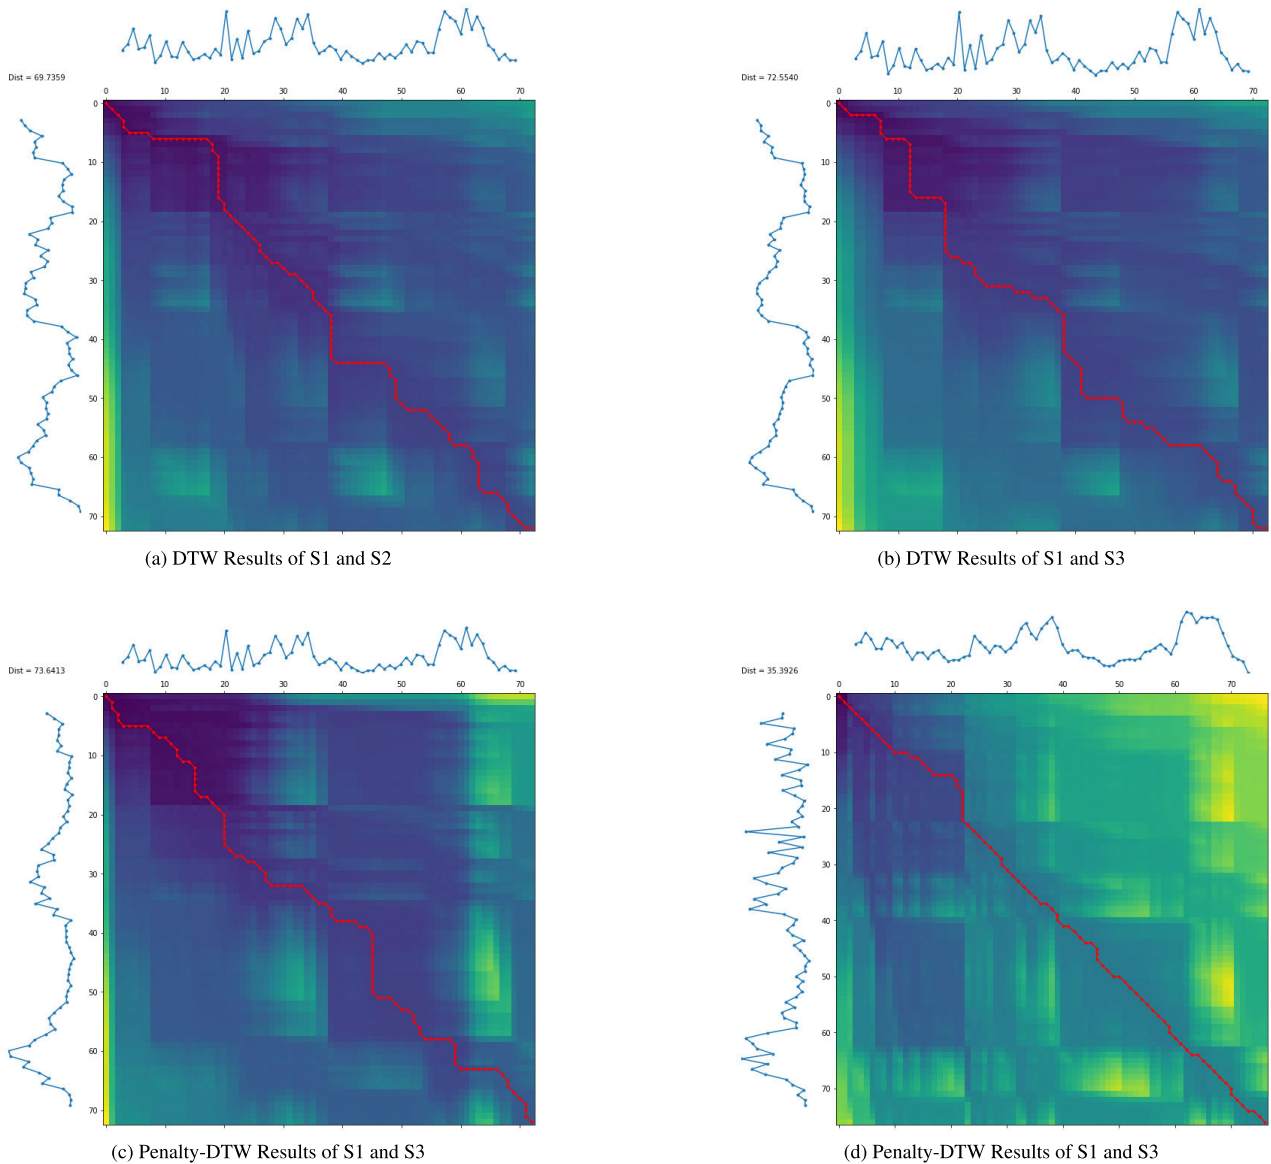 Dist = 69.7359
0 10 20 30 40 50 60 70
0
10
20
30
40
50
60
70
(a) DTW Results of S1 and S2
Dist = 72.5540
0 10 20 30 40 50 60 70
0
10
20
30
40
50
60
70
(b) DTW Results of S1 and S3
Dist = 73.6413
0 10 20 30 40 50 60 70
0
10
20
30
40
50
60
70
(c) Penalty-DTW Results of S1 and S3
Dist = 35.3926
0 10 20 30 40 50 60 70
0
10
20
30
40
50
60
70
(d) Penalty-DTW Results of S1 and S3